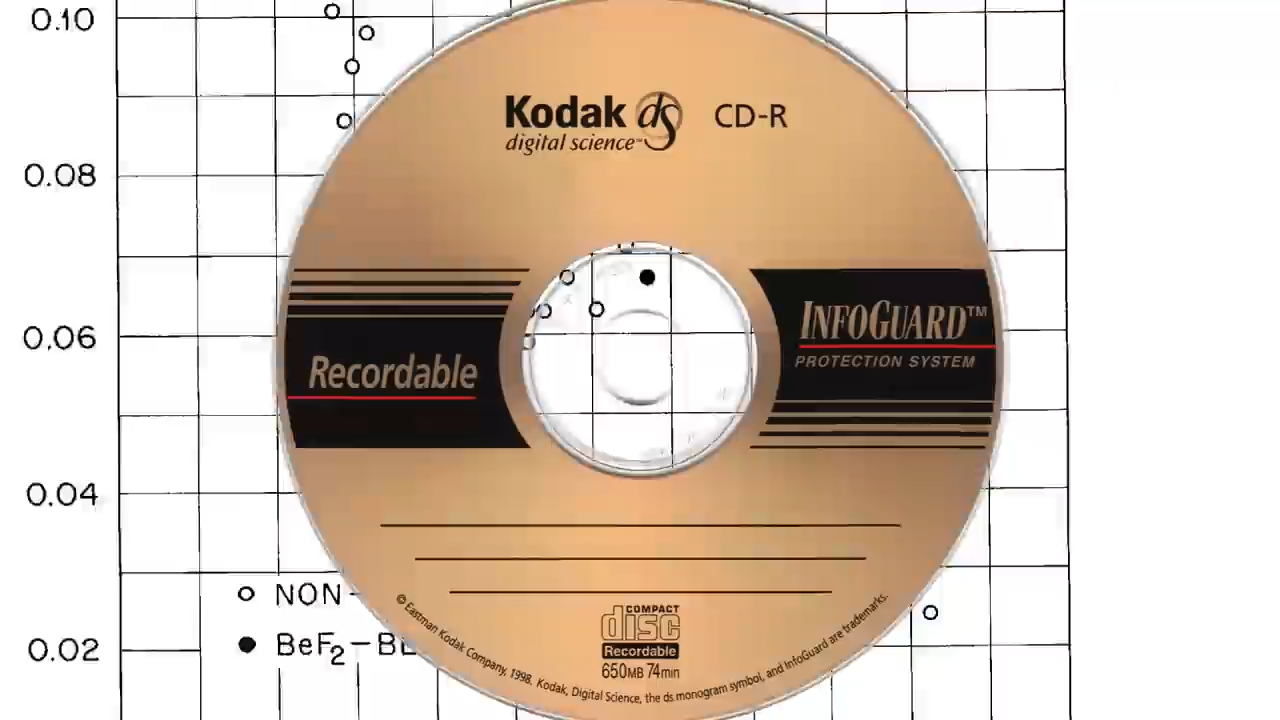 0.10
Kodak ds CD-R
digital science™
0.08
INFOGUARD™
0.06
PROTECTION SYSTEM
Recordable
0.04
NON-
© Eastman Kodak Company, 1998. Kodak, Digital Science, the ds monogram symbol, and InfoGuard are trademarks.
COMPACT
disc
Recordable
650MB 74min
BeF₂-
0.02